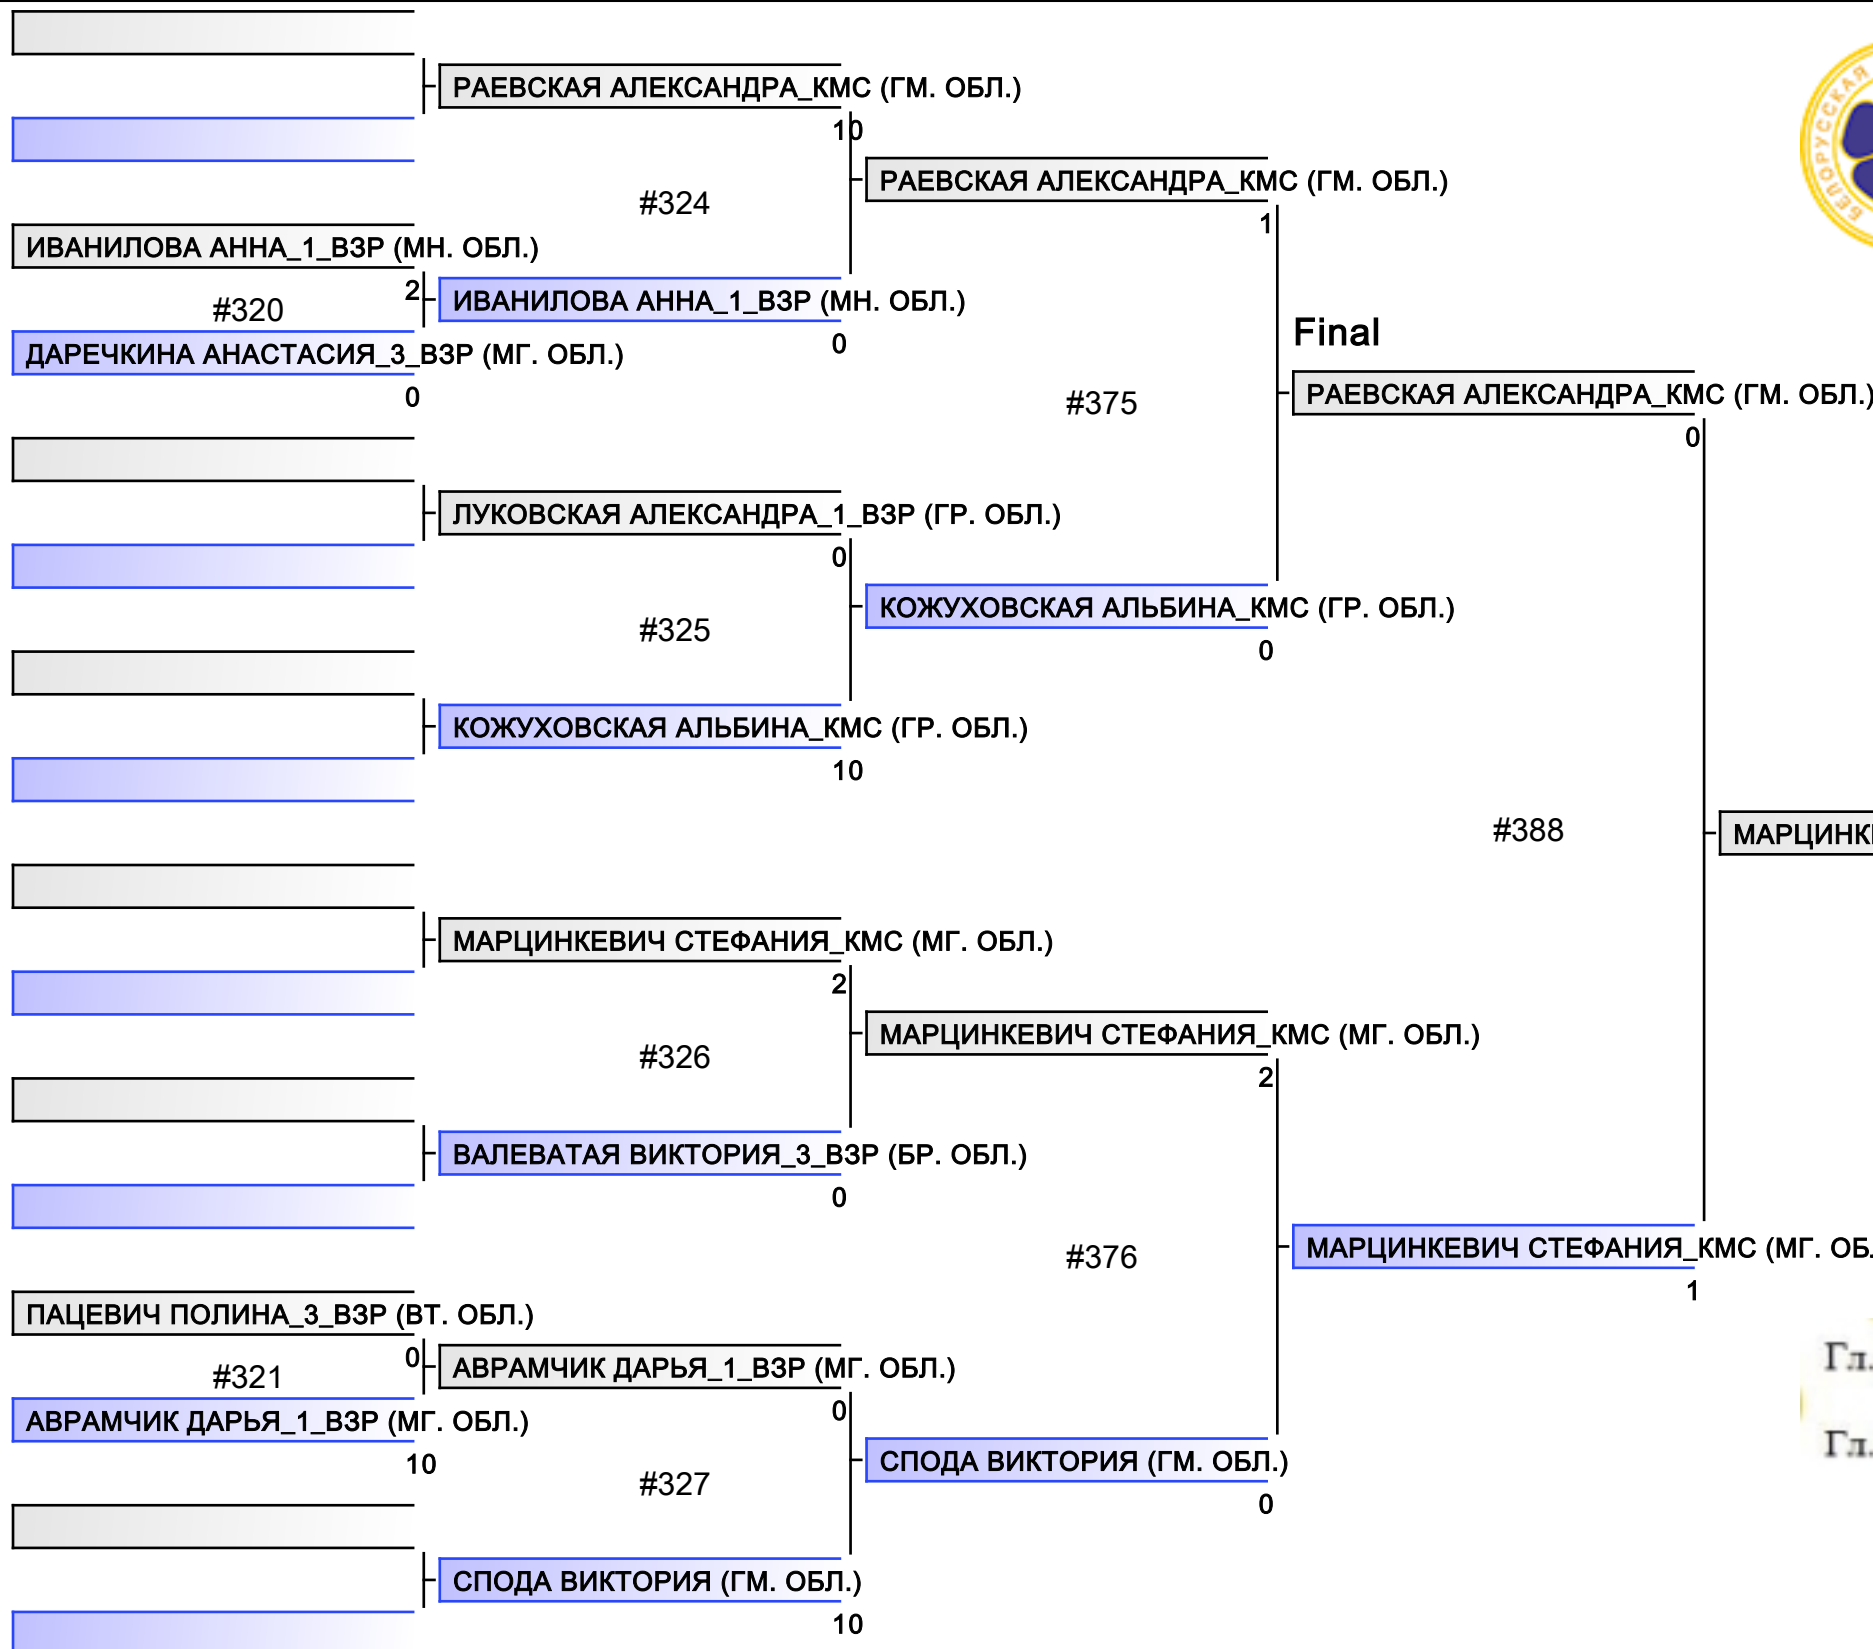 РАЕВСКАЯ АЛЕКСАНДРА_КМС (ГМ. ОБЛ.)
10
РАЕВСКАЯ АЛЕКСАНДРА_КМС (ГМ. ОБЛ.)
1
#324
ИВАНИЛОВА АННА_1_ВЗР (МН. ОБЛ.)
2
#320
ИВАНИЛОВА АННА_1_ВЗР (МН. ОБЛ.)
0
ДАРЕЧКИНА АНАСТАСИЯ_3_ВЗР (МГ. ОБЛ.)
0
Final
#375
РАЕВСКАЯ АЛЕКСАНДРА_КМС (ГМ. ОБЛ.)
0
ЛУКОВСКАЯ АЛЕКСАНДРА_1_ВЗР (ГР. ОБЛ.)
0
КОЖУХОВСКАЯ АЛЬБИНА_КМС (ГР. ОБЛ.)
0
#325
КОЖУХОВСКАЯ АЛЬБИНА_КМС (ГР. ОБЛ.)
10
#388
МАРЦИНК
МАРЦИНКЕВИЧ СТЕФАНИЯ_КМС (МГ. ОБЛ.)
2
МАРЦИНКЕВИЧ СТЕФАНИЯ_КМС (МГ. ОБЛ.)
2
#326
ВАЛЕВАТАЯ ВИКТОРИЯ_3_ВЗР (БР. ОБЛ.)
0
#376
МАРЦИНКЕВИЧ СТЕФАНИЯ_КМС (МГ. ОБ
1
ПАЦЕВИЧ ПОЛИНА_3_ВЗР (ВТ. ОБЛ.)
0
#321
АВРАМЧИК ДАРЬЯ_1_ВЗР (МГ. ОБЛ.)
0
АВРАМЧИК ДАРЬЯ_1_ВЗР (МГ. ОБЛ.)
10
#327
СПОДА ВИКТОРИЯ (ГМ. ОБЛ.)
0
СПОДА ВИКТОРИЯ (ГМ. ОБЛ.)
10
БЕЛОРУССКАЯ
Гл.
Гл.